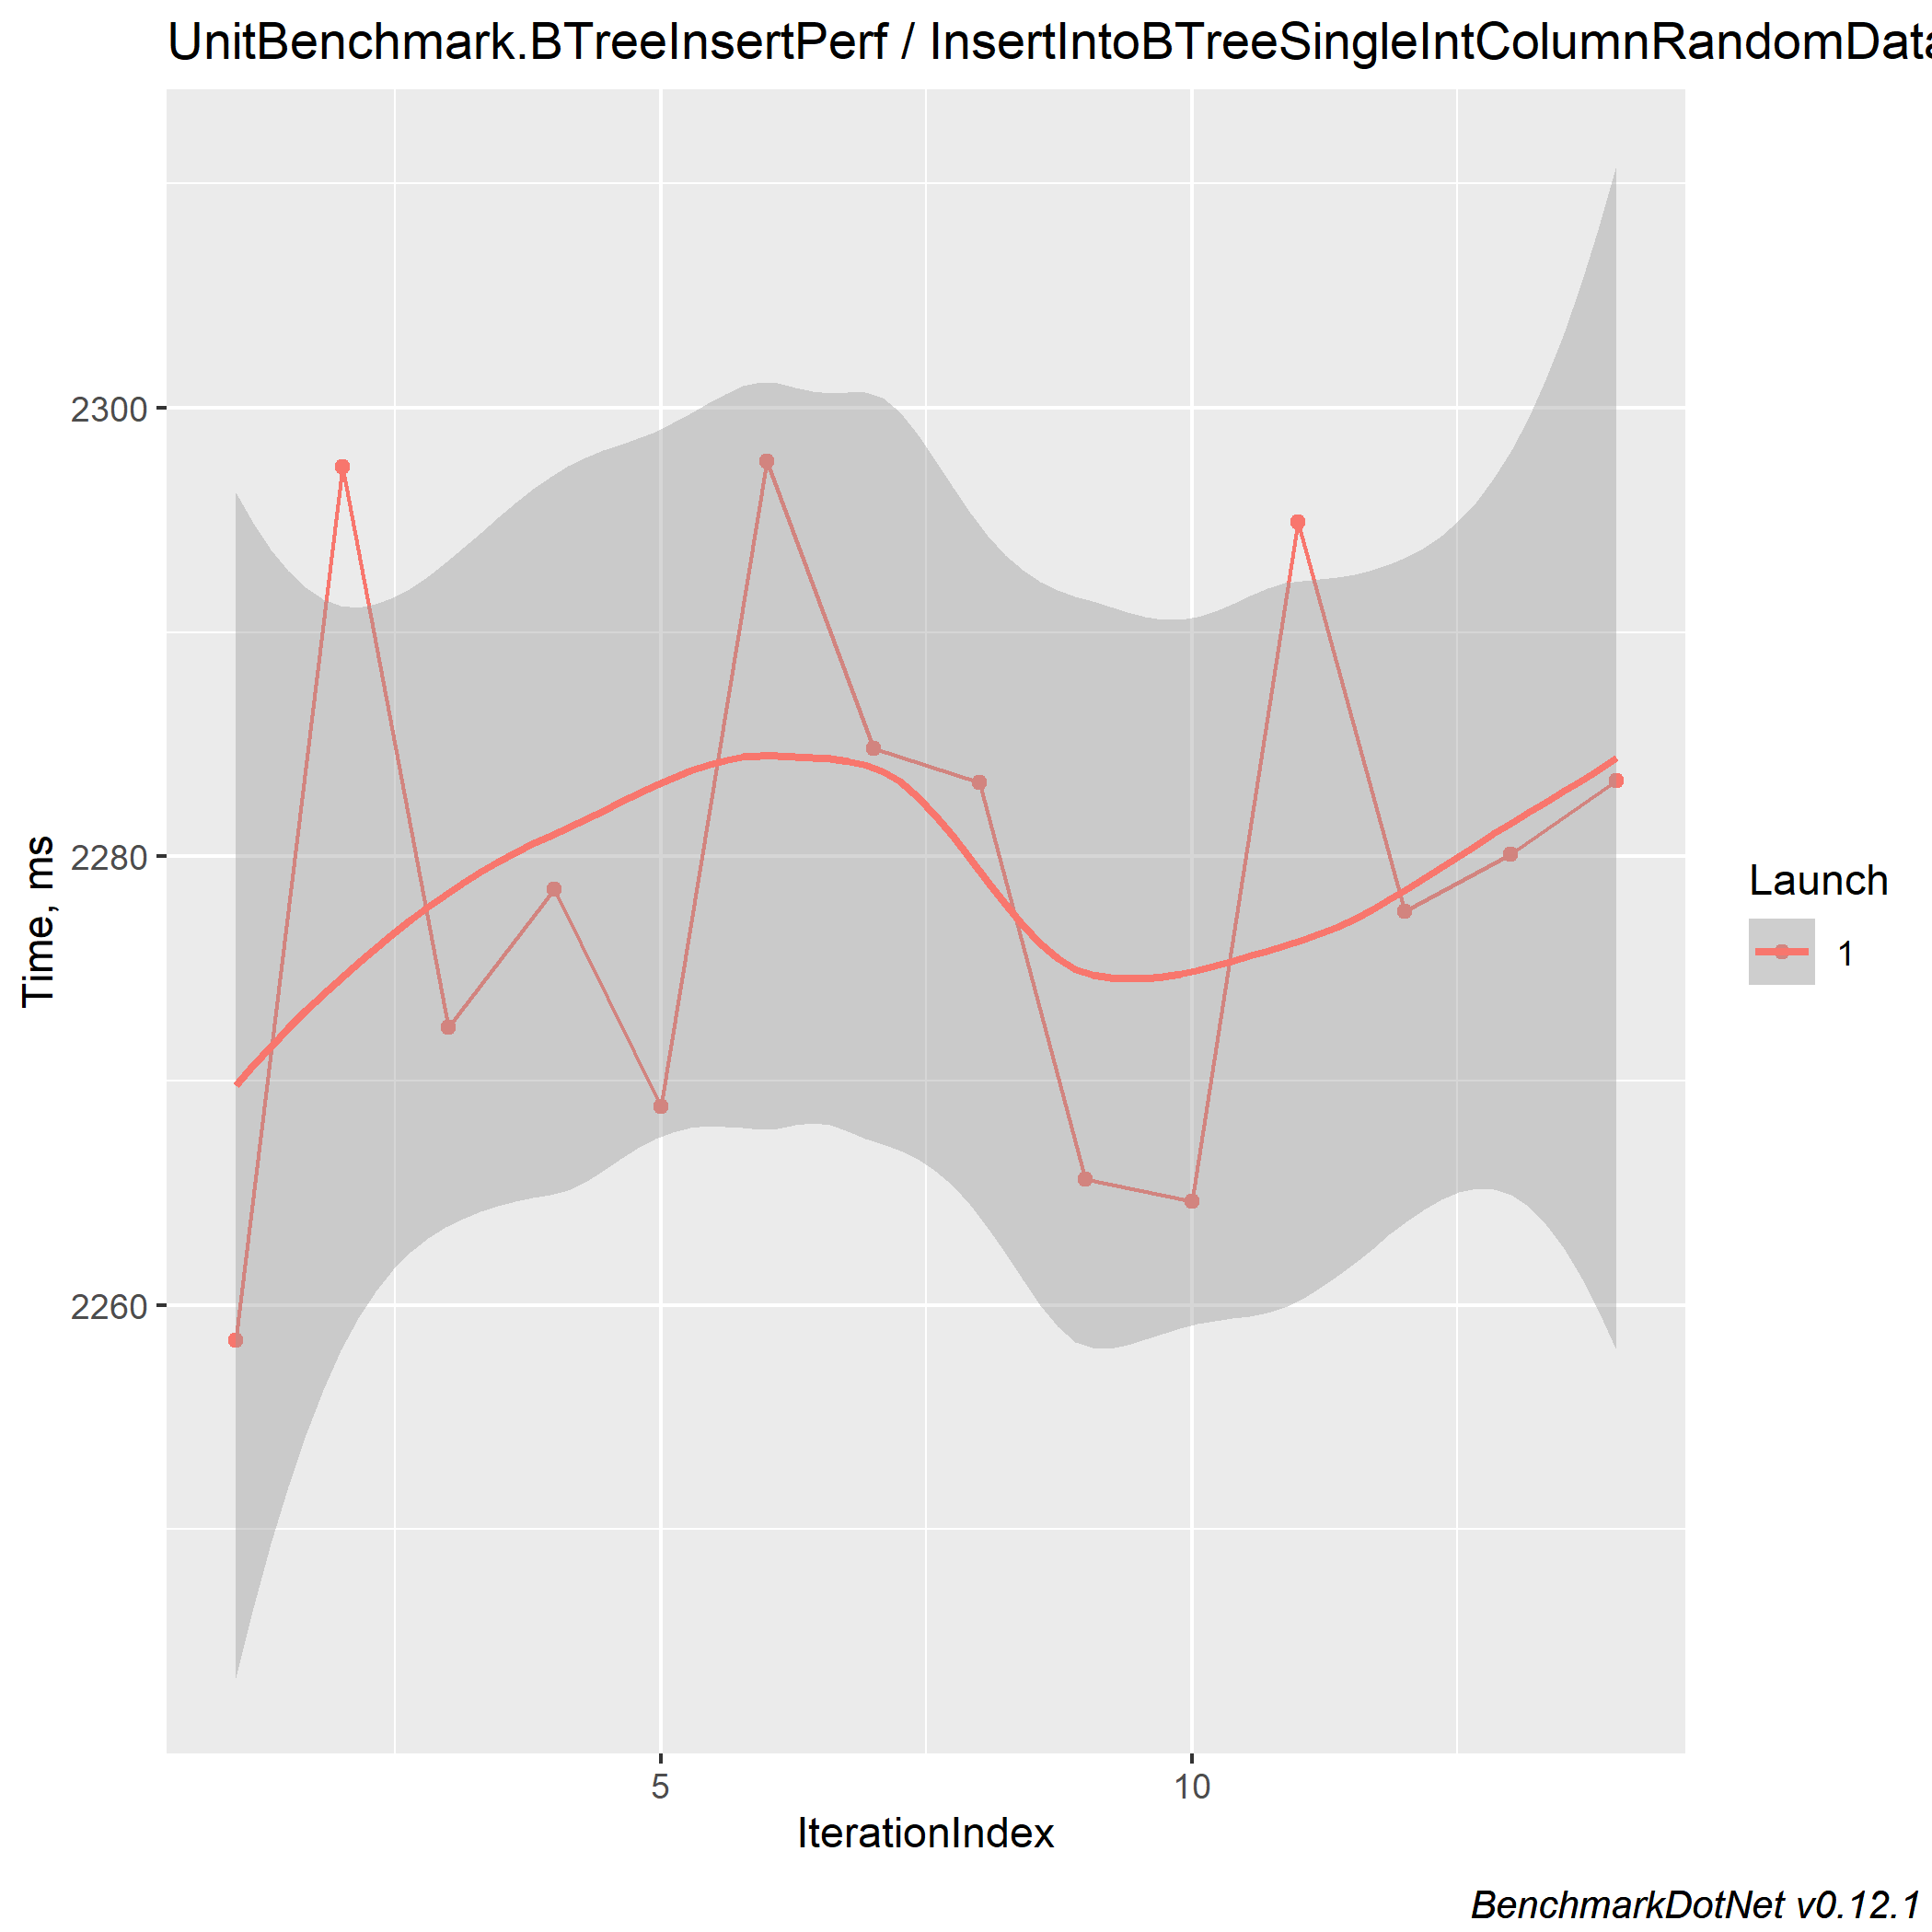 UnitBenchmark.BTreeInsertPerf / InsertIntoBTreeSingleIntColumnRandomData
2300
2280
2260
Time, ms
5
10
IterationIndex
Launch
1
BenchmarkDotNet v0.12.1